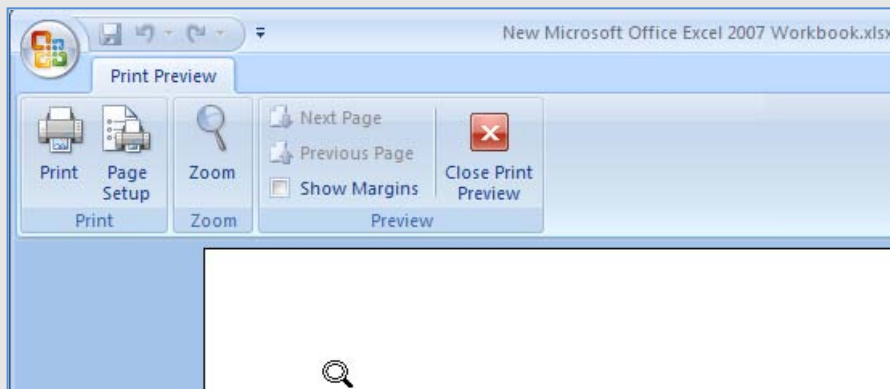 New Microsoft Office Excel 2007 Workbook.xlsx
Print Preview
Print
Page
Setup
Print
Zoom
Zoom
Next Page
Previous Page
Show Margins
Close Print
Preview
Preview